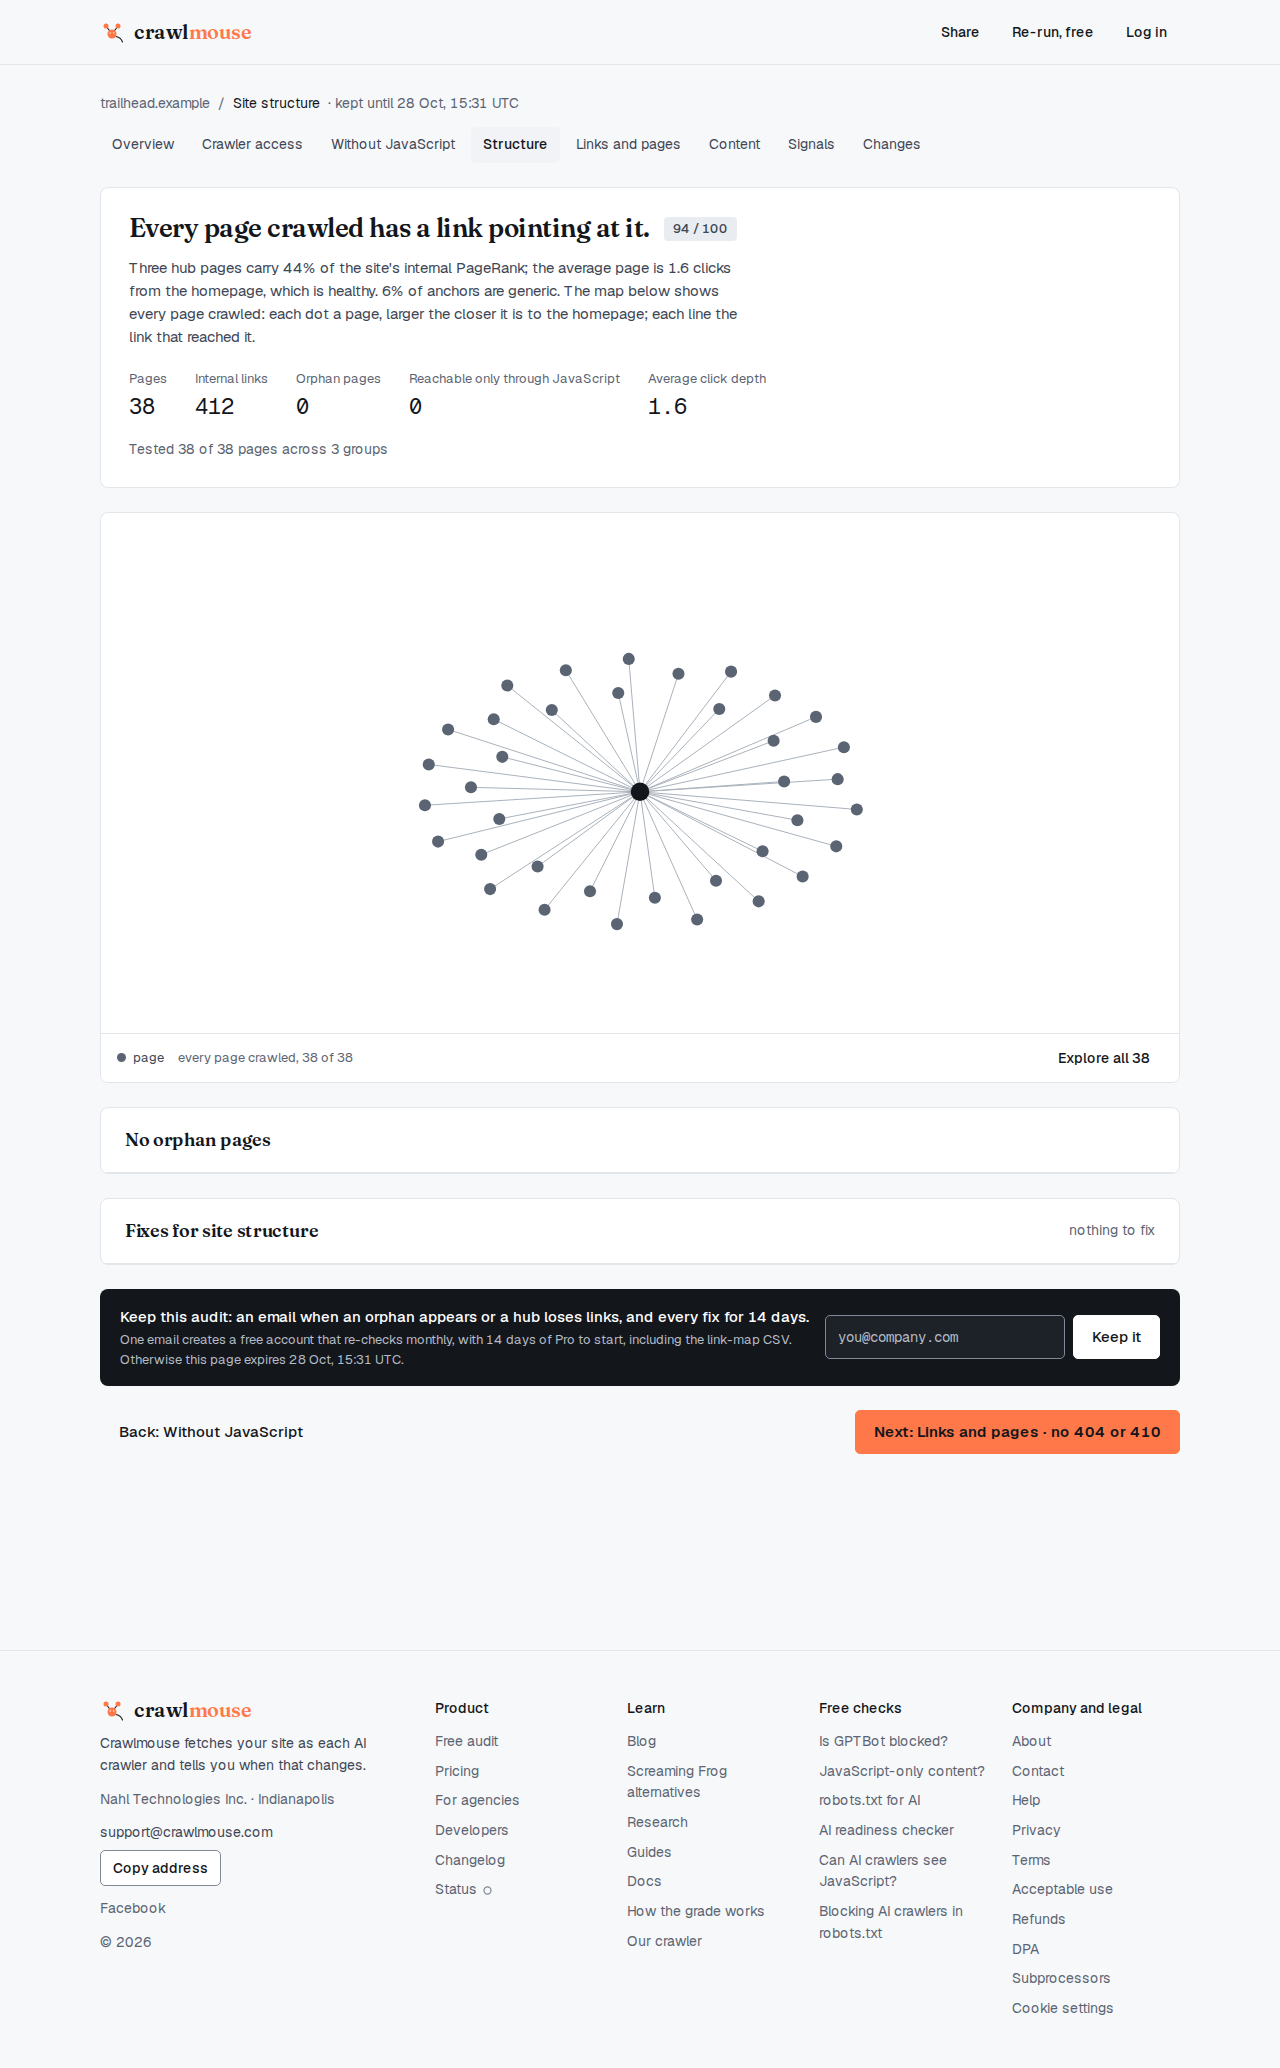 crawlmouse
Share
Re-run, free
Log in
trailhead.example / Site structure · kept until 28 Oct, 15:31 UTC
Overview
Crawler access
Without JavaScript
Structure
Links and pages
Content
Signals
Changes
Every page crawled has a link pointing at it.
94 / 100
Three hub pages carry 44% of the site's internal PageRank; the average page is 1.6 clicks
from the homepage, which is healthy. 6% of anchors are generic. The map below shows
every page crawled: each dot a page, larger the closer it is to the homepage; each line the
link that reached it.
Pages
38
Internal links
412
Orphan pages
0
Reachable only through JavaScript
0
Average click depth
1.6
Tested 38 of 38 pages across 3 groups
page
every page crawled, 38 of 38
Explore all 38
No orphan pages
Fixes for site structure
nothing to fix
Keep this audit: an email when an orphan appears or a hub loses links, and every fix for 14 days.
One email creates a free account that re-checks monthly, with 14 days of Pro to start, including the link-map CSV.
Otherwise this page expires 28 Oct, 15:31 UTC.
you@company.com
Keep it
Back: Without JavaScript
Next: Links and pages · no 404 or 410
crawlmouse
Crawlmouse fetches your site as each AI
crawler and tells you when that changes.
Nahl Technologies Inc. · Indianapolis
support@crawlmouse.com
Copy address
Facebook
© 2026
Product
Free audit
Pricing
For agencies
Developers
Changelog
Status
Learn
Blog
Screaming Frog
alternatives
Research
Guides
Docs
How the grade works
Our crawler
Free checks
Is GPTBot blocked?
JavaScript-only content?
robots.txt for AI
AI readiness checker
Can AI crawlers see
JavaScript?
Blocking AI crawlers in
robots.txt
Company and legal
About
Contact
Help
Privacy
Terms
Acceptable use
Refunds
DPA
Subprocessors
Cookie settings